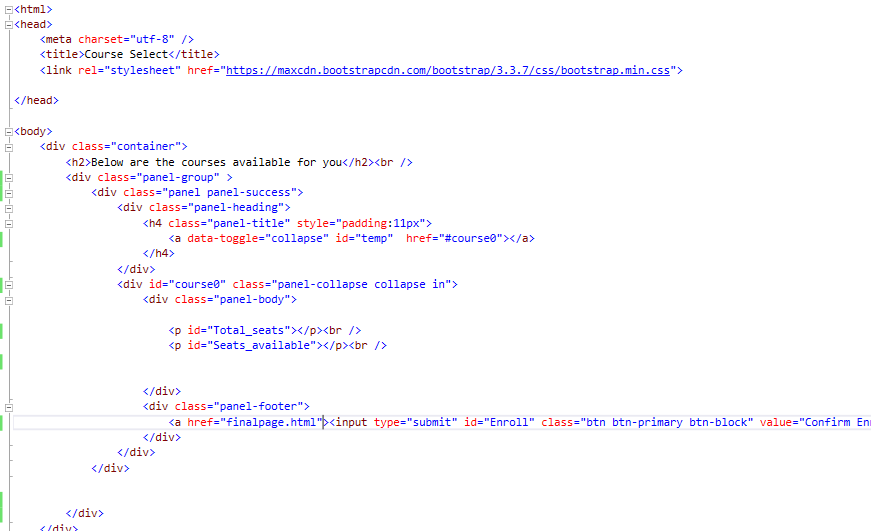 <html>
<head>
<meta charset="utf-8" />
<title>Course Select</title>
<link rel="stylesheet" href="https://maxcdn.bootstrapcdn.com/bootstrap/3.3.7/css/bootstrap.min.css">
</head>
<body>
<div class="container">
<h2>Below are the courses available for you</h2><br />
<div class="panel-group" >
<div class="panel panel-success">
<div class="panel-heading">
<h4 class="panel-title" style="padding:11px">
<a data-toggle="collapse" id="temp"  href="#course0"></a>
</h4>
</div>
<div id="course0" class="panel-collapse collapse in">
<div class="panel-body">
<p id="Total_seats"></p><br />
<p id="Seats_available"></p><br />
</div>
<div class="panel-footer">
<a href="finalpage.html"><input type="submit" id="Enroll" class="btn btn-primary btn-block" value="Confirm En
</div>
</div>
</div>
</div>
</div>